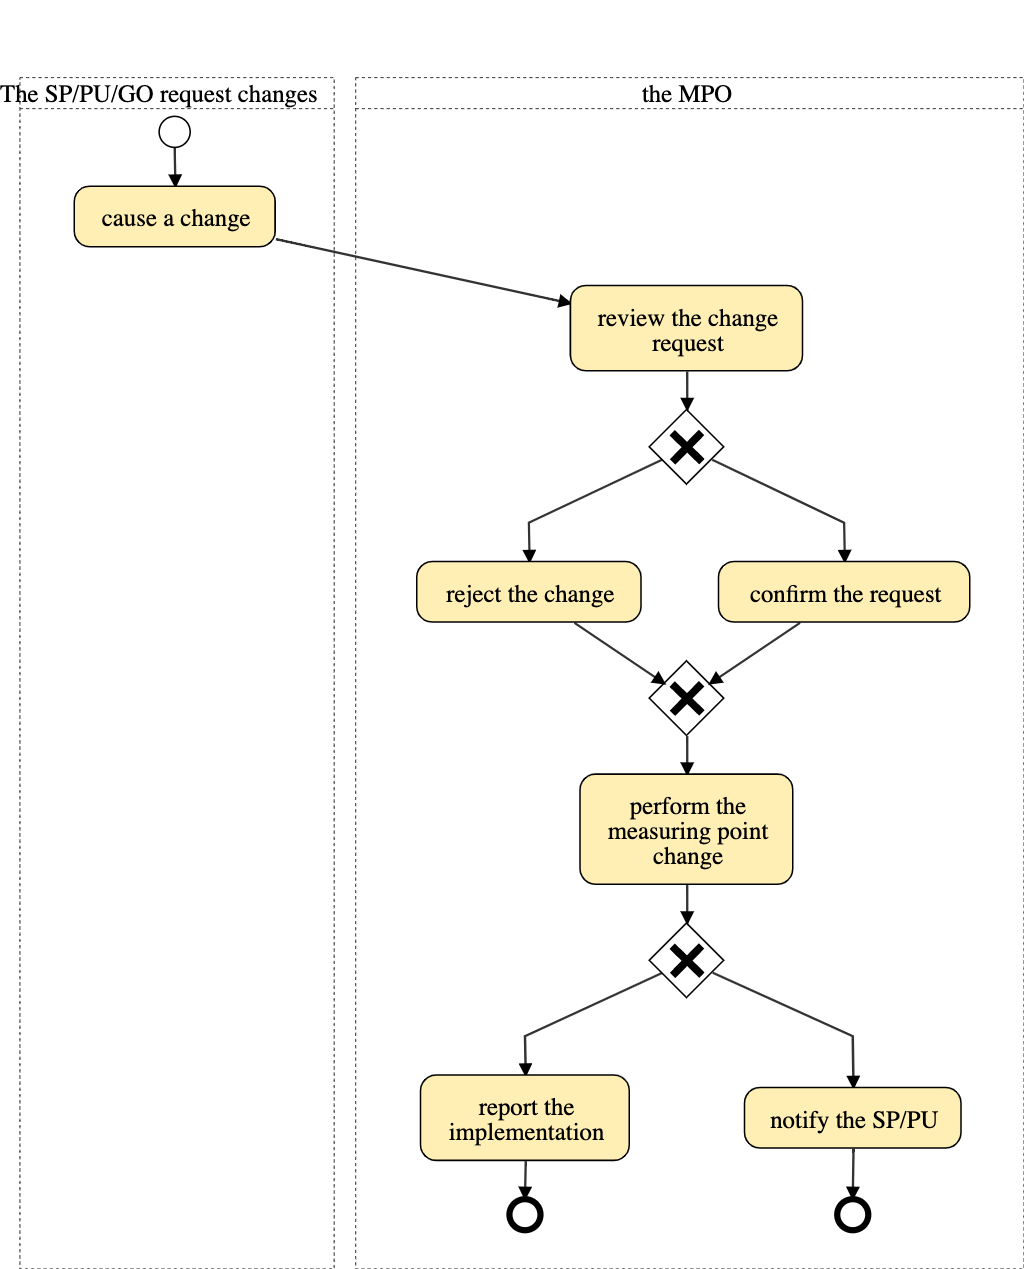 The SP/PU/GO request changes
the MPO
cause a change
review the change
request
reject the change
confirm the request
perform the
measuring point
change
report the
implementation
notify the SP/PU